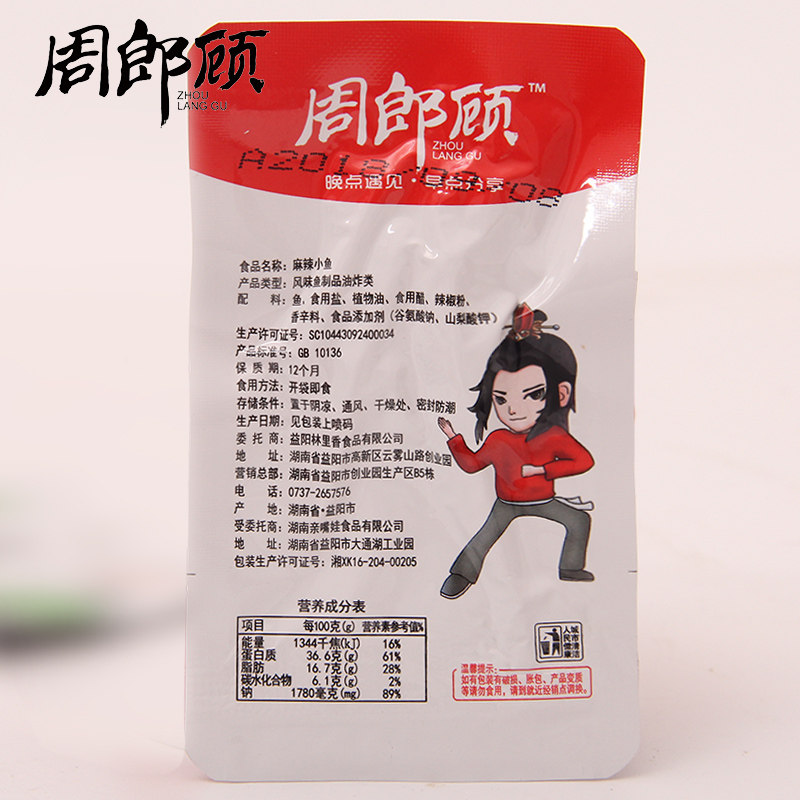 周郎顾
ZHOU
LANG GU
周郎顾™
ZHOU
LANG GU
晚点遇见·早点分享
食品名称：麻辣小鱼
产品类型：风味鱼制品油炸类
配　　料：鱼、食用盐、植物油、食用醋、辣椒粉、
香辛料、食品添加剂（谷氨酸钠、山梨酸钾）
生产许可证号：SC10443092400034
产品标准号：GB 10136
保 质 期：12个月
食用方法：开袋即食
存储条件：置于阴凉、通风、干燥处、密封防潮
生产日期：见包装上喷码
委 托 商：益阳林里香食品有限公司
地　　址：湖南省益阳市高新区云雾山路创业园
营销总部：湖南省益阳市创业园生产区B5栋
电　　话：0737-2657576
产　　地：湖南省·益阳市
受委托商：湖南亲嘴娃食品有限公司
地　　址：湖南省益阳市大通湖工业园
包装生产许可证号：湘XK16-204-00205
营养成分表
项目 每100克(g) 营养素参考值%
能量 1344千焦(kJ) 16%
蛋白质 36.6克(g) 61%
脂肪 16.7克(g) 28%
碳水化合物 6.1克(g) 2%
钠 1780毫克(mg) 89%
人民健康
城市清洁
温馨提示：
如有包装有破损、胀包、产品变质
等请勿食用，请到就近经销点调换。